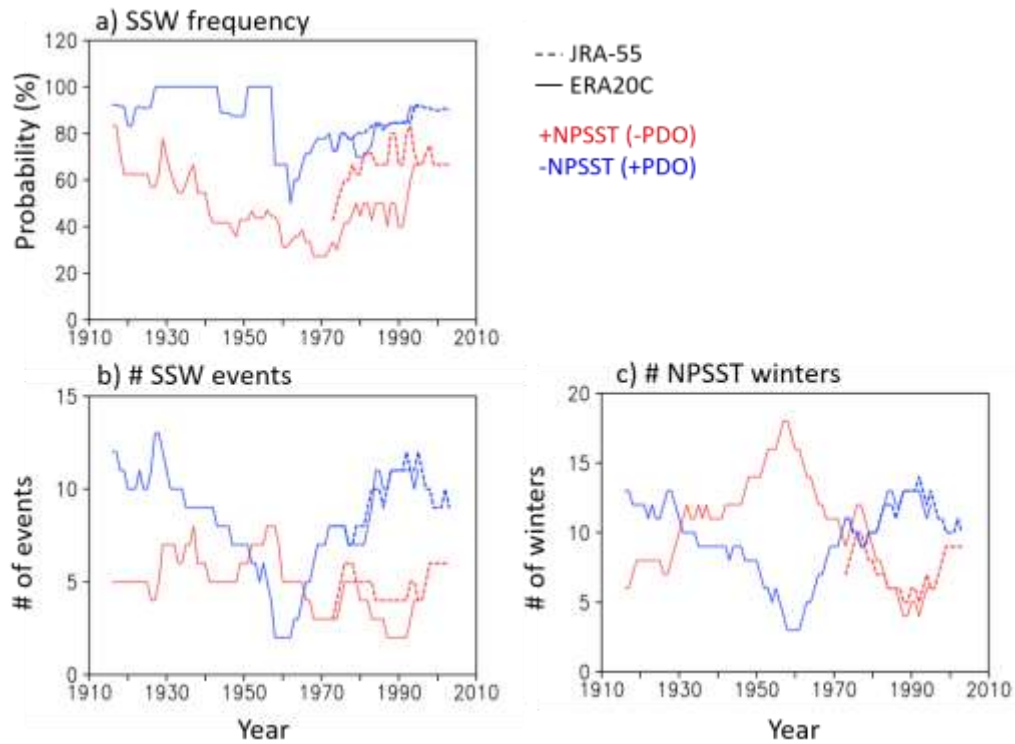 a) SSW frequency
120
100
80
60
40
20
0
Probability (%)
1910 1930 1950 1970 1990 2010
JRA-55
ERA20C
+NPSST (-PDO)
-NPSST (+PDO)
b) # SSW events
15
10
5
0
# of events
1910 1930 1950 1970 1990 2010
Year
c) # NPSST winters
20
15
10
5
0
# of winters
1910 1930 1950 1970 1990 2010
Year